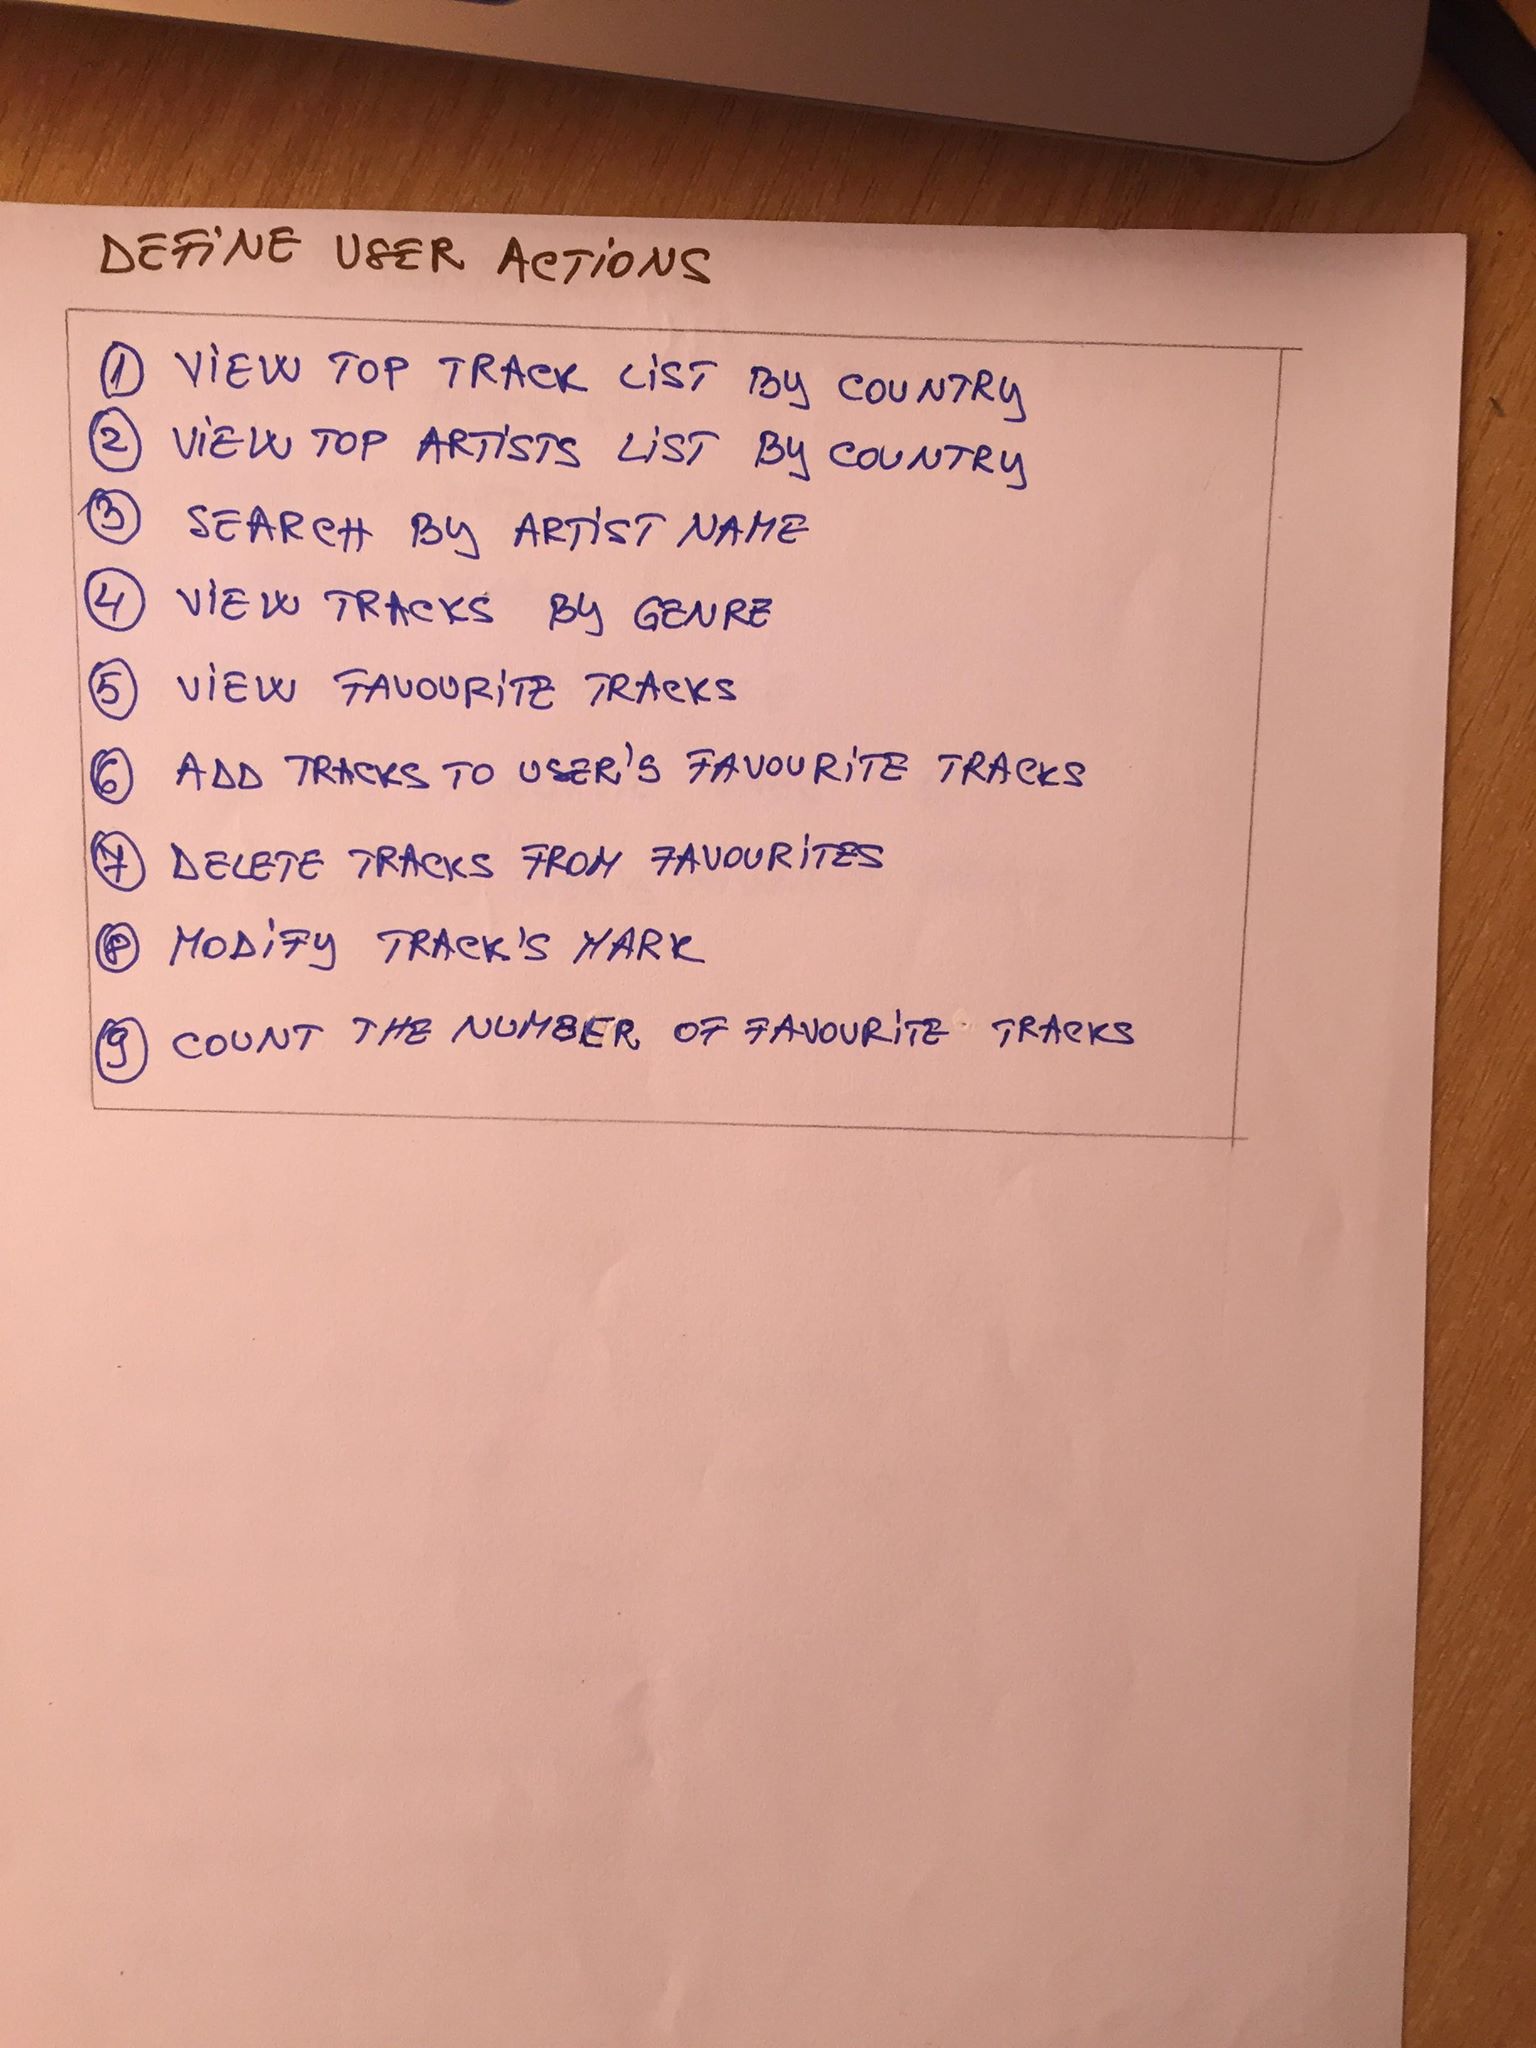 DEFINE USER ACTIONS
1 VIEW TOP TRACK LIST BY COUNTRY
2 VIEW TOP ARTISTS LIST BY COUNTRY
3 SEARCH BY ARTIST NAME
4 VIEW TRACKS BY GENRE
5 VIEW FAVOURITE TRACKS
6 ADD TRACKS TO USER'S FAVOURITE TRACKS
7 DELETE TRACKS FROM FAVOURITES
8 MODIFY TRACK'S MARK
9 COUNT THE NUMBER OF FAVOURITE TRACKS